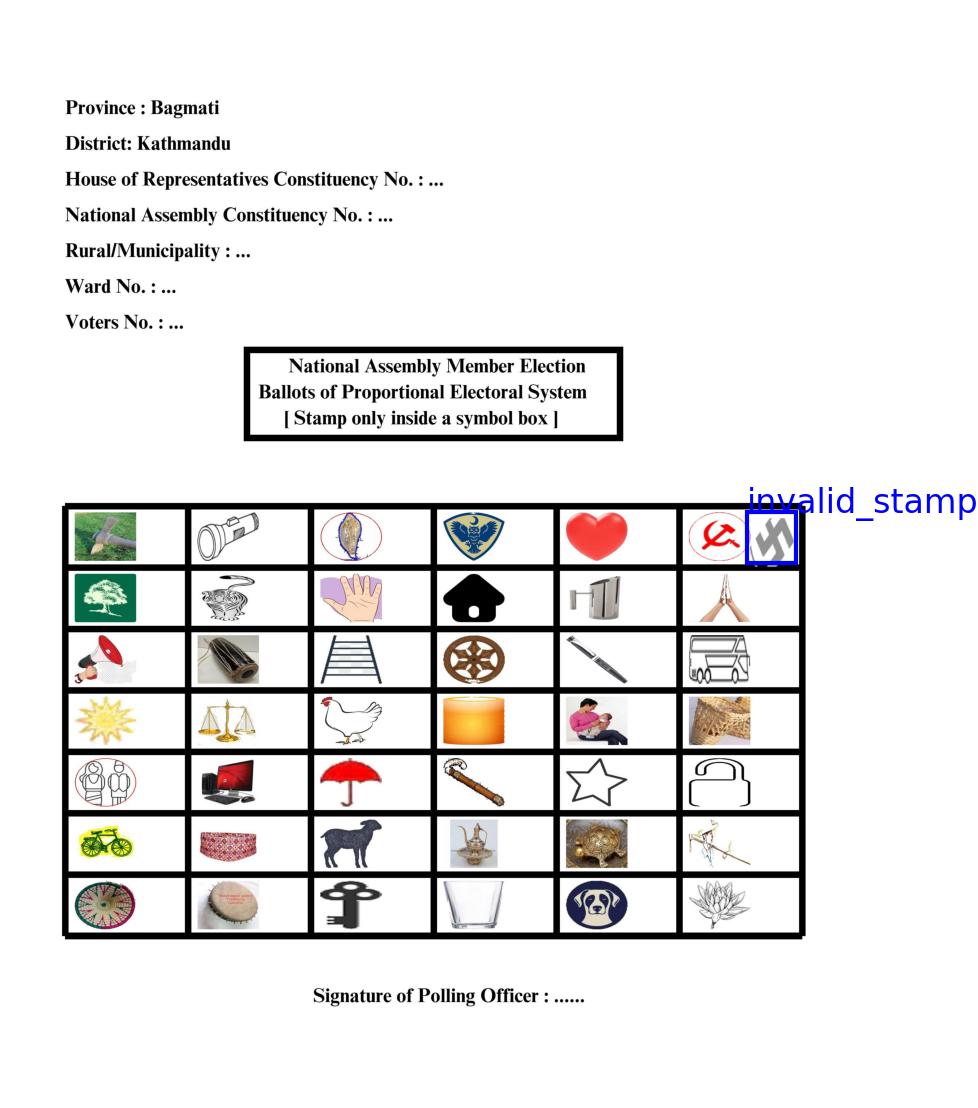 Province : Bagmati
District: Kathmandu
House of Representatives Constituency No. : ...
National Assembly Constituency No. : ...
Rural/Municipality : ...
Ward No. : ...
Voters No. : ...
National Assembly Member Election
Ballots of Proportional Electoral System
[ Stamp only inside a symbol box ]
invalid_stamp
Signature of Polling Officer : ......